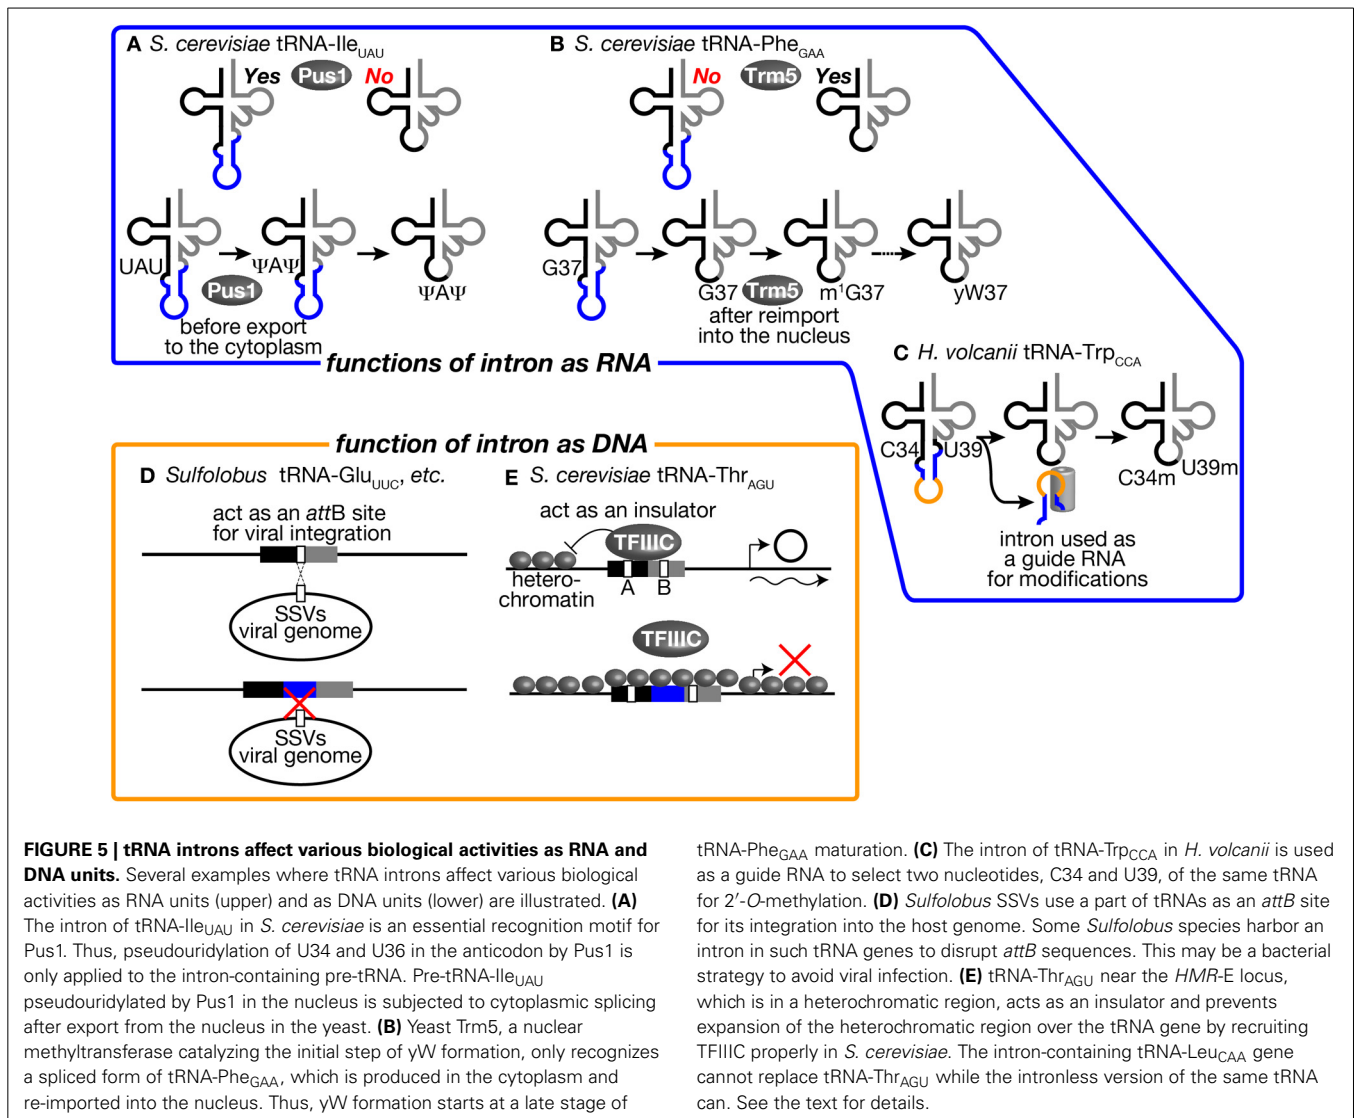 A S. cerevisiae tRNA-IleUAU
Yes Pus1 No
UAU
Pus1
ΨAΨ
ΨAΨ
before export
to the cytoplasm
B S. cerevisiae tRNA-PheGAA
No Trm5 Yes
G37
G37 Trm5 m1G37
yW37
after reimport
into the nucleus
functions of intron as RNA
C H. volcanii tRNA-TrpCCA
C34 U39
C34m U39m
intron used as
a guide RNA
for modifications
function of intron as DNA
D Sulfolobus tRNA-GluUUC, etc.
act as an attB site
for viral integration
SSVs
viral genome
SSVs
viral genome
E S. cerevisiae tRNA-ThrAGU
act as an insulator
TFIIIC
hetero-
chromatin
A B
TFIIIC
FIGURE 5 | tRNA introns affect various biological activities as RNA and
DNA units. Several examples where tRNA introns affect various biological
activities as RNA units (upper) and as DNA units (lower) are illustrated. (A)
The intron of tRNA-IleUAU in S. cerevisiae is an essential recognition motif for
Pus1. Thus, pseudouridylation of U34 and U36 in the anticodon by Pus1 is
only applied to the intron-containing pre-tRNA. Pre-tRNA-IleUAU
pseudouridylated by Pus1 in the nucleus is subjected to cytoplasmic splicing
after export from the nucleus in the yeast. (B) Yeast Trm5, a nuclear
methyltransferase catalyzing the initial step of yW formation, only recognizes
a spliced form of tRNA-PheGAA, which is produced in the cytoplasm and
re-imported into the nucleus. Thus, yW formation starts at a late stage of
tRNA-PheGAA maturation. (C) The intron of tRNA-TrpCCA in H. volcanii is used
as a guide RNA to select two nucleotides, C34 and U39, of the same tRNA
for 2′-O-methylation. (D) Sulfolobus SSVs use a part of tRNAs as an attB site
for its integration into the host genome. Some Sulfolobus species harbor an
intron in such tRNA genes to disrupt attB sequences. This may be a bacterial
strategy to avoid viral infection. (E) tRNA-ThrAGU near the HMR-E locus,
which is in a heterochromatic region, acts as an insulator and prevents
expansion of the heterochromatic region over the tRNA gene by recruiting
TFIIIC properly in S. cerevisiae. The intron-containing tRNA-LeuCAA gene
cannot replace tRNA-ThrAGU while the intronless version of the same tRNA
can. See the text for details.